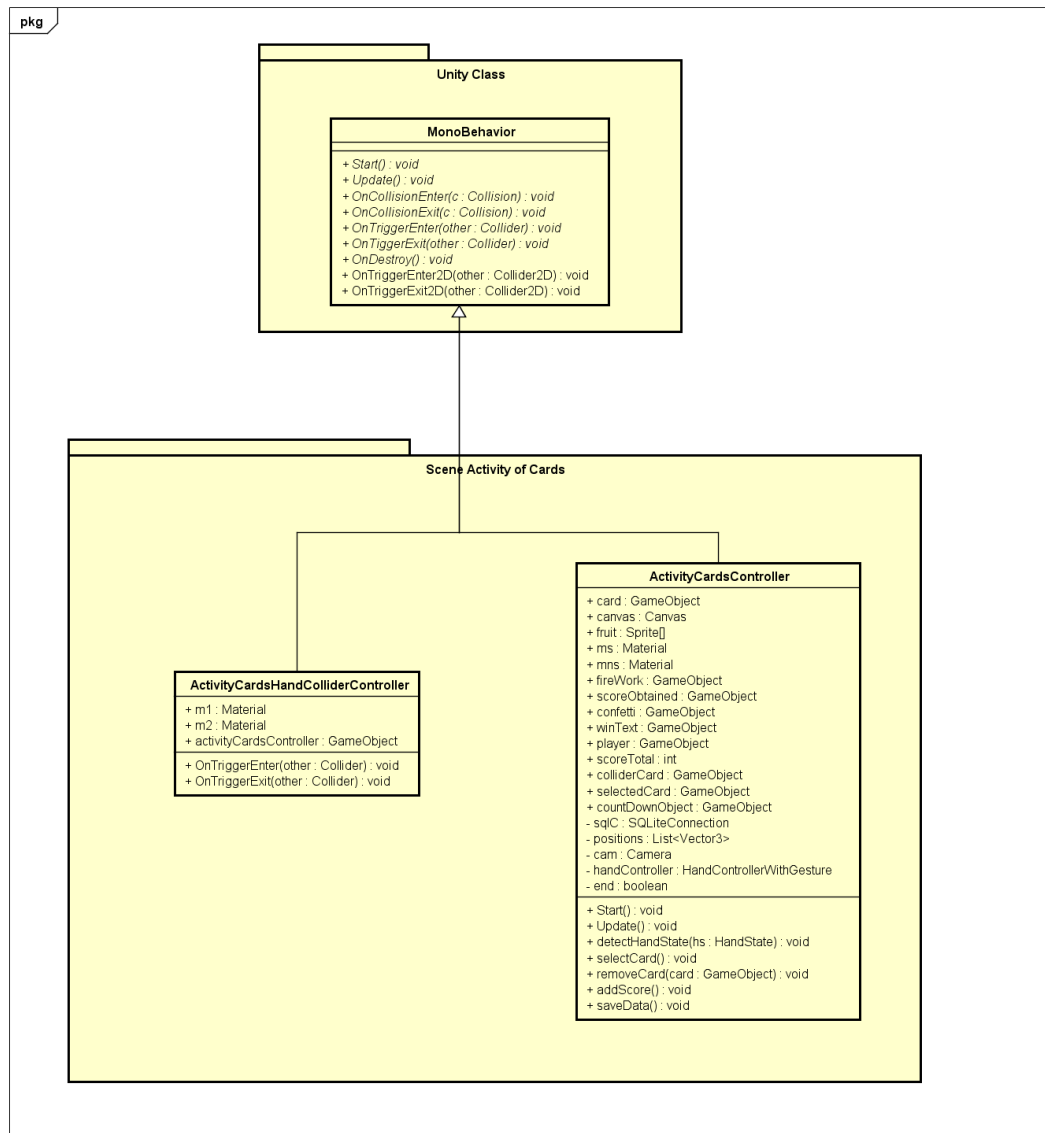 pkg
Unity Class
MonoBehavior
+ Start() : void
+ Update() : void
+ OnCollisionEnter(c : Collision) : void
+ OnCollisionExit(c : Collision) : void
+ OnTriggerEnter(other : Collider) : void
+ OnTiggerExit(other : Collider) : void
+ OnDestroy() : void
+ OnTriggerEnter2D(other : Collider2D) : void
+ OnTriggerExit2D(other : Collider2D) : void
Scene Activity of Cards
ActivityCardsHandColliderController
+ m1 : Material
+ m2 : Material
+ activityCardsController : GameObject
+ OnTriggerEnter(other : Collider) : void
+ OnTriggerExit(other : Collider) : void
ActivityCardsController
+ card : GameObject
+ canvas : Canvas
+ fruit : Sprite[]
+ ms : Material
+ mns : Material
+ fireWork : GameObject
+ scoreObtained : GameObject
+ confetti : GameObject
+ winText : GameObject
+ player : GameObject
+ scoreTotal : int
+ colliderCard : GameObject
+ selectedCard : GameObject
+ countDownObject : GameObject
- sqlC : SQLiteConnection
- positions : List<Vector3>
- cam : Camera
- handController : HandControllerWithGesture
- end : boolean
+ Start() : void
+ Update() : void
+ detectHandState(hs : HandState) : void
+ selectCard() : void
+ removeCard(card : GameObject) : void
+ addScore() : void
+ saveData() : void